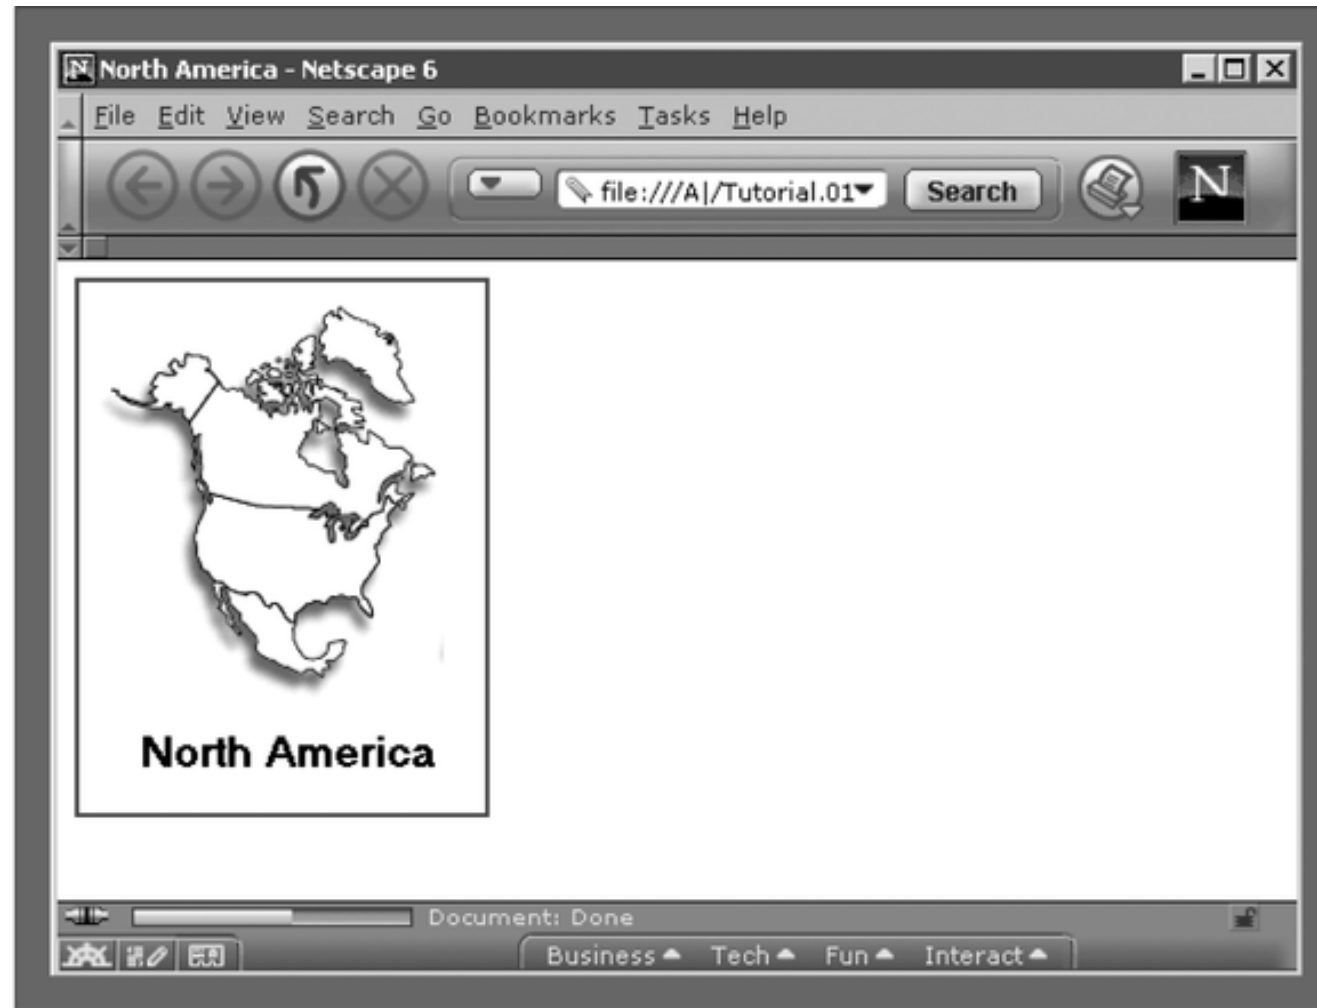 North America - Netscape 6
File Edit View Search Go Bookmarks Tasks Help
file:///A|/Tutorial.01 Search N
North America
Document: Done
Business Tech Fun Interact